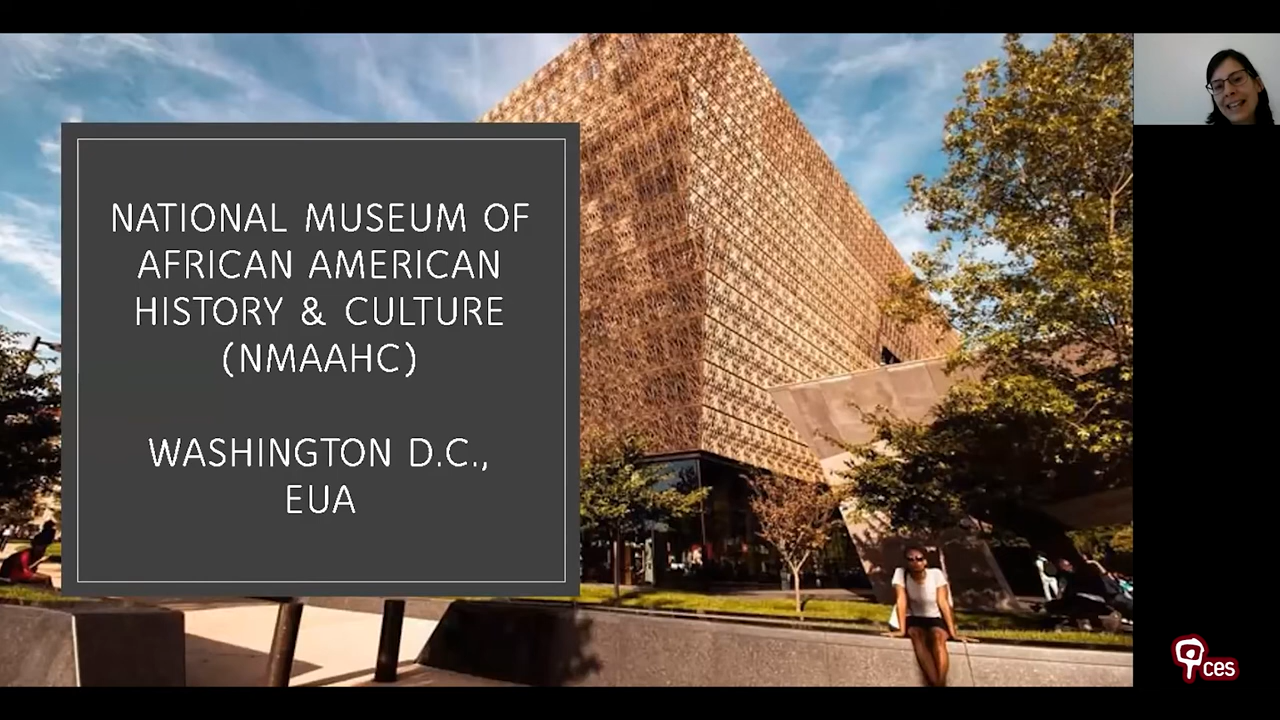 NATIONAL MUSEUM OF
AFRICAN AMERICAN
HISTORY & CULTURE
(NMAAHC)
WASHINGTON D.C.,
EUA
ces